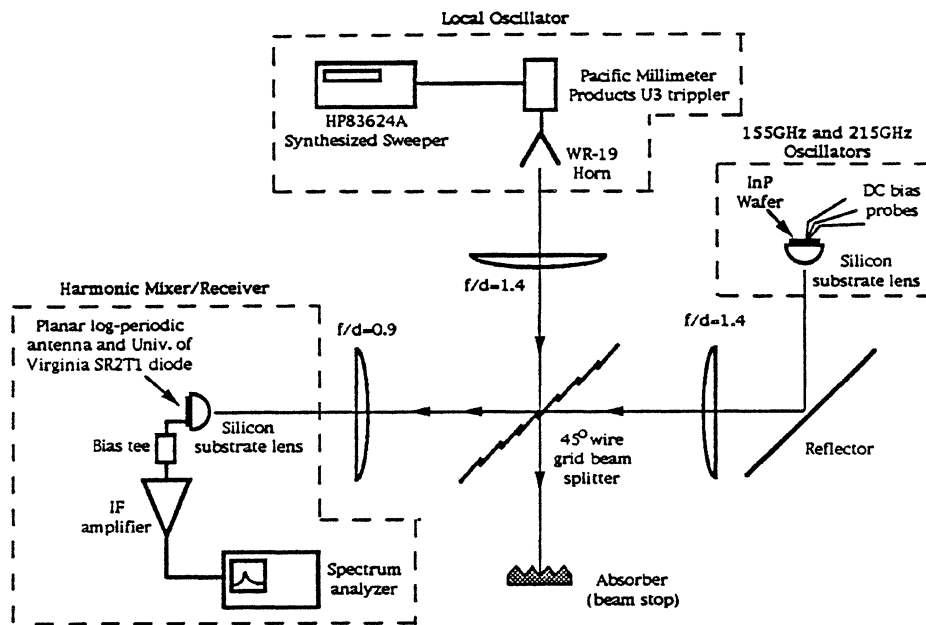 Local Oscillator
Pacific Millimeter
Products U3 trippler
HP83624A
Synthesized Sweeper
WR-19
Horn
155GHz and 215GHz
Oscillators
InP
Wafer
DC bias
probes
Silicon
substrate lens
f/d=1.4
f/d=1.4
Harmonic Mixer/Receiver
Planar log-periodic
antenna and Univ. of
Virginia SR2T1 diode
f/d=0.9
Silicon
substrate lens
Bias tee
IF
amplifier
Spectrum
analyzer
45° wire
grid beam
splitter
Reflector
Absorber
(beam stop)